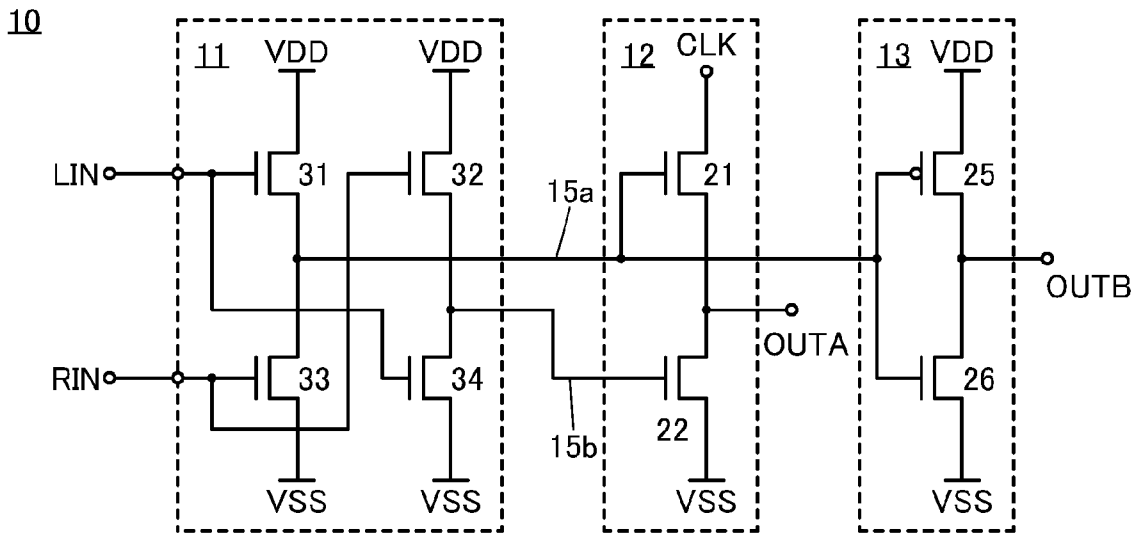 10
11
VDD
VDD
12
CLK
13
VDD
LIN
31
32
15a
21
25
OUTB
OUTA
RIN
33
34
15b
22
26
VSS
VSS
VSS
VSS